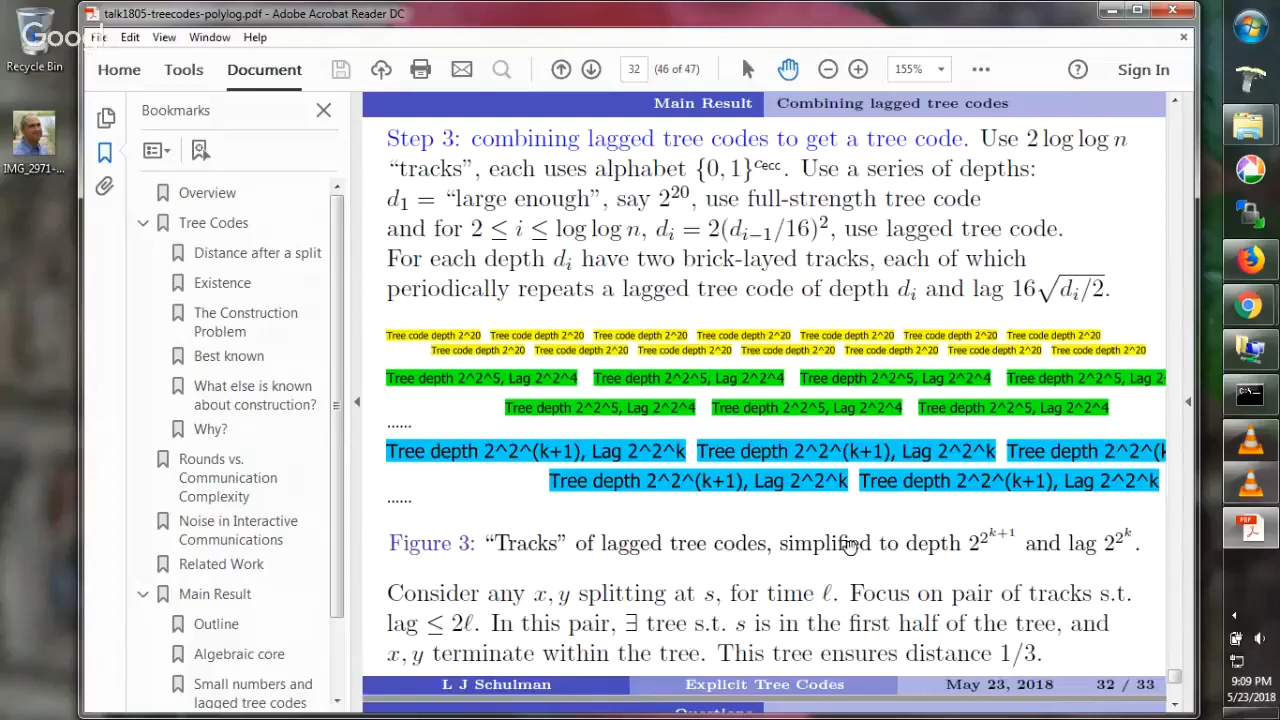 talk1805-treecodes-polylog.pdf - Adobe Acrobat Reader DC
Edit View Window Help
Home Tools Document 32 (46 of 47) 155% Sign In
Recycle Bin
IMG_2971-...
Bookmarks
Overview
Tree Codes
Distance after a split
Existence
The Construction
Problem
Best known
What else is known
about construction?
Why?
Rounds vs.
Communication
Complexity
Noise in Interactive
Communications
Related Work
Main Result
Outline
Algebraic core
Small numbers and
lagged tree codes
Main Result Combining lagged tree codes
Step 3: combining lagged tree codes to get a tree code. Use 2 log log n
“tracks”, each uses alphabet {0, 1}^{c_{ECC}}. Use a series of depths:
d₁ = “large enough”, say 2²⁰, use full-strength tree code
and for 2 ≤ i ≤ log log n, dᵢ = 2(dᵢ₋₁/16)², use lagged tree code.
For each depth dᵢ have two brick-layed tracks, each of which
periodically repeats a lagged tree code of depth dᵢ and lag 16√(dᵢ/2).
Tree code depth 2^20 Tree code depth 2^20 Tree code depth 2^20 Tree code depth 2^20 Tree code depth 2^20 Tree code depth 2^20 Tree code depth 2^20
Tree code depth 2^20 Tree code depth 2^20 Tree code depth 2^20 Tree code depth 2^20 Tree code depth 2^20 Tree code depth 2^20 Tree code depth 2^20
Tree depth 2^2^5, Lag 2^2^4 Tree depth 2^2^5, Lag 2^2^4 Tree depth 2^2^5, Lag 2^2^4 Tree depth 2^2^5, Lag 2^2
Tree depth 2^2^5, Lag 2^2^4 Tree depth 2^2^5, Lag 2^2^4 Tree depth 2^2^5, Lag 2^2^4
......
Tree depth 2^2^(k+1), Lag 2^2^k Tree depth 2^2^(k+1), Lag 2^2^k Tree depth 2^2^(k
Tree depth 2^2^(k+1), Lag 2^2^k Tree depth 2^2^(k+1), Lag 2^2^k
......
Figure 3: “Tracks” of lagged tree codes, simplified to depth 2^{2^{k+1}} and lag 2^{2^k}.
Consider any x, y splitting at s, for time ℓ. Focus on pair of tracks s.t.
lag ≤ 2ℓ. In this pair, ∃ tree s.t. s is in the first half of the tree, and
x, y terminate within the tree. This tree ensures distance 1/3.
L J Schulman Explicit Tree Codes May 23, 2018 32 / 33
9:09 PM
5/23/2018